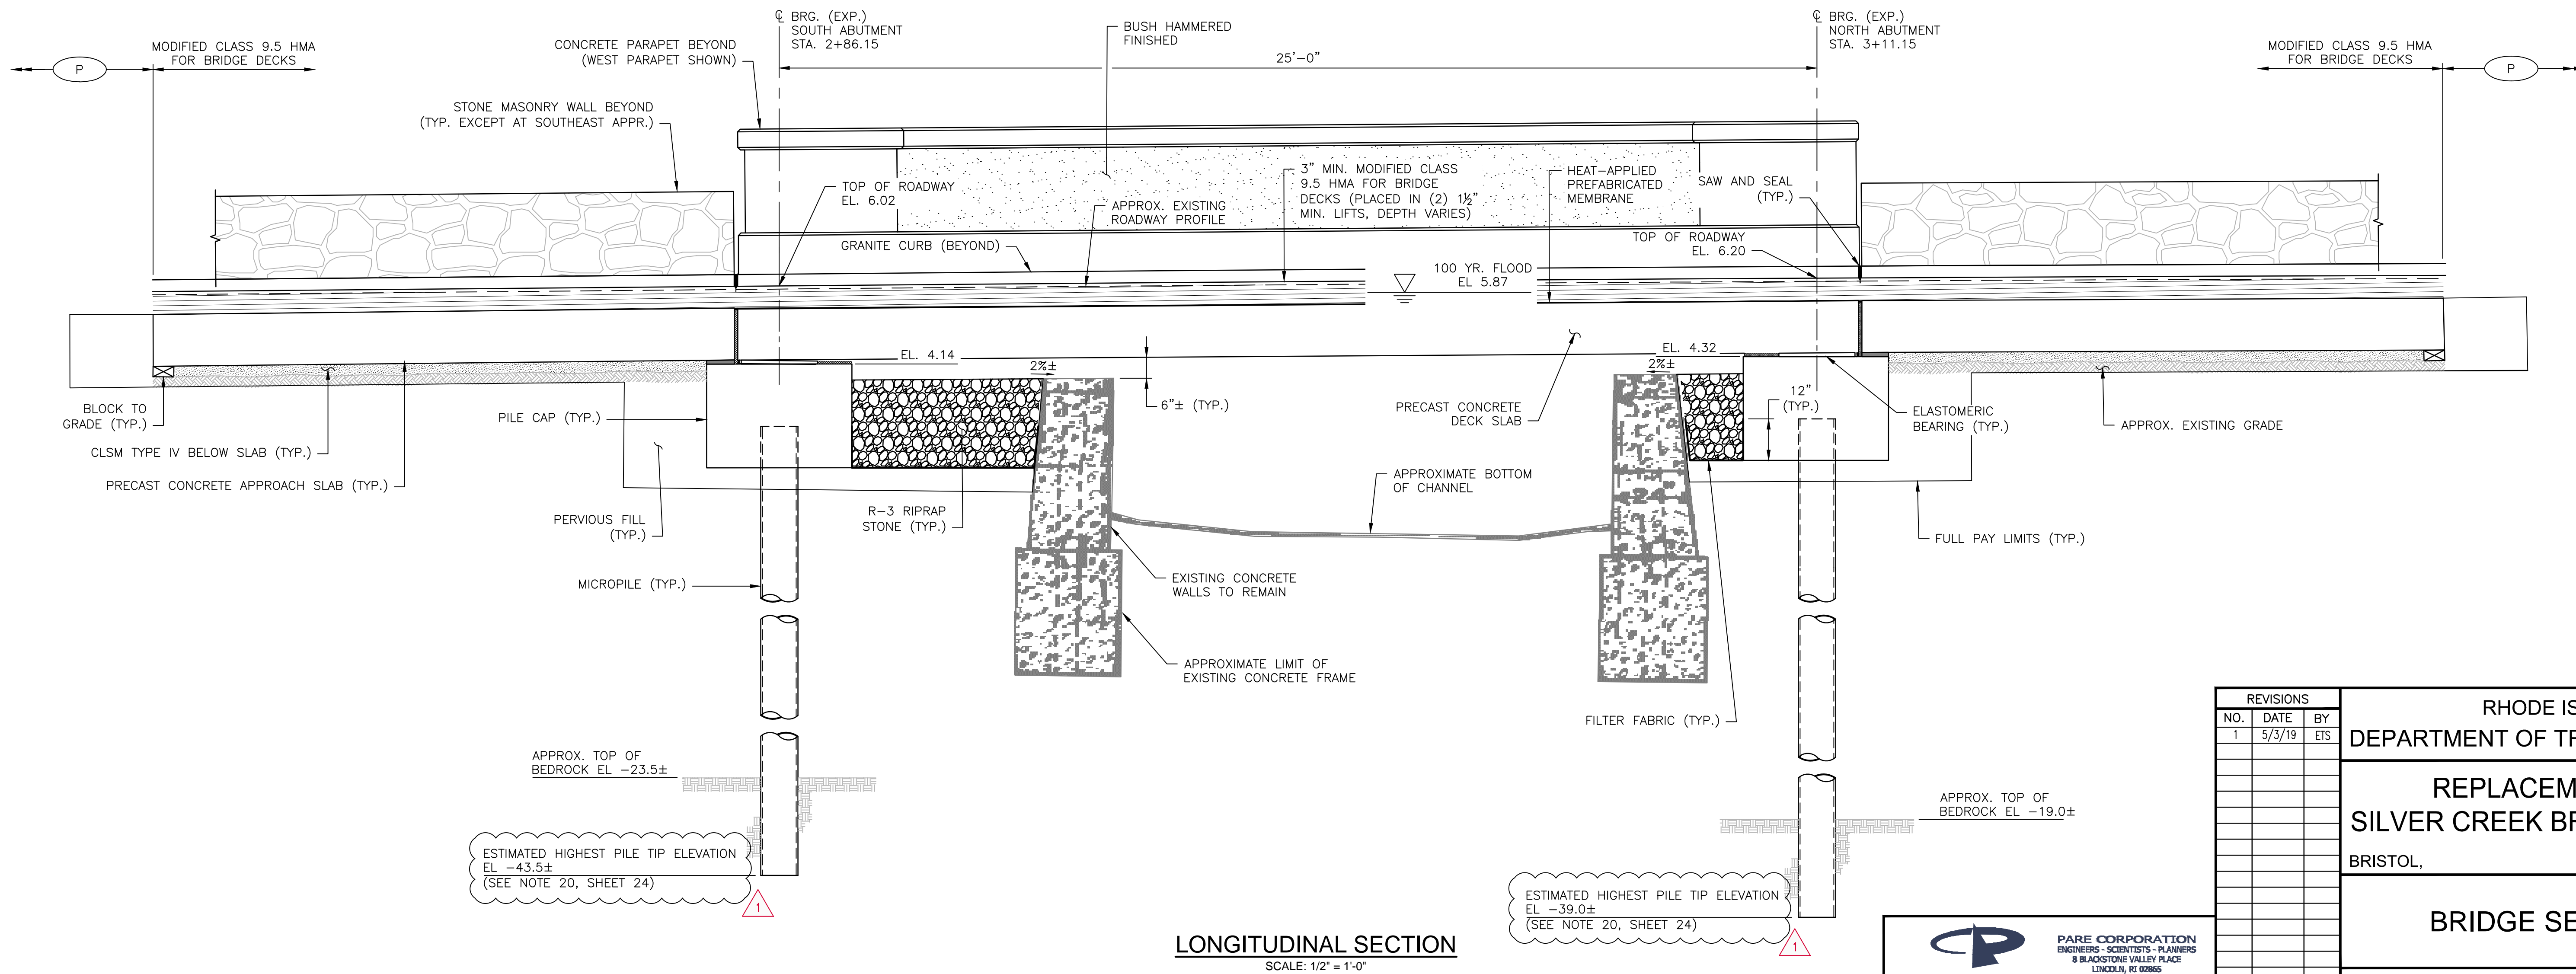 ℄ BRG. (EXP.)
SOUTH ABUTMENT
STA. 2+86.15
℄ BRG. (EXP.)
NORTH ABUTMENT
STA. 3+11.15
BUSH HAMMERED
FINISHED
MODIFIED CLASS 9.5 HMA
FOR BRIDGE DECKS
P
CONCRETE PARAPET BEYOND
(WEST PARAPET SHOWN)
25'-0"
MODIFIED CLASS 9.5 HMA
FOR BRIDGE DECKS
P
STONE MASONRY WALL BEYOND
(TYP. EXCEPT AT SOUTHEAST APPR.)
TOP OF ROADWAY
EL. 6.02
APPROX. EXISTING
ROADWAY PROFILE
3" MIN. MODIFIED CLASS
9.5 HMA FOR BRIDGE
DECKS (PLACED IN (2) 1½"
MIN. LIFTS, DEPTH VARIES)
HEAT-APPLIED
PREFABRICATED
MEMBRANE
SAW AND SEAL
(TYP.)
GRANITE CURB (BEYOND)
TOP OF ROADWAY
EL. 6.20
100 YR. FLOOD
EL 5.87
EL. 4.14
EL. 4.32
2%±
2%±
6"± (TYP.)
12"
(TYP.)
BLOCK TO
GRADE (TYP.)
PILE CAP (TYP.)
PRECAST CONCRETE
DECK SLAB
ELASTOMERIC
BEARING (TYP.)
APPROX. EXISTING GRADE
CLSM TYPE IV BELOW SLAB (TYP.)
PRECAST CONCRETE APPROACH SLAB (TYP.)
APPROXIMATE BOTTOM
OF CHANNEL
PERVIOUS FILL
(TYP.)
R-3 RIPRAP
STONE (TYP.)
FULL PAY LIMITS (TYP.)
MICROPILE (TYP.)
EXISTING CONCRETE
WALLS TO REMAIN
APPROXIMATE LIMIT OF
EXISTING CONCRETE FRAME
FILTER FABRIC (TYP.)
APPROX. TOP OF
BEDROCK EL -23.5±
APPROX. TOP OF
BEDROCK EL -19.0±
ESTIMATED HIGHEST PILE TIP ELEVATION
EL -43.5±
(SEE NOTE 20, SHEET 24)
1
ESTIMATED HIGHEST PILE TIP ELEVATION
EL -39.0±
(SEE NOTE 20, SHEET 24)
1
LONGITUDINAL SECTION
SCALE: 1/2" = 1'-0"
REVISIONS
NO. DATE BY
1 5/3/19 ETS
RHODE IS
DEPARTMENT OF TR
REPLACEM
SILVER CREEK BR
BRISTOL,
BRIDGE SE
PARE CORPORATION
ENGINEERS - SCIENTISTS - PLANNERS
8 BLACKSTONE VALLEY PLACE
LINCOLN, RI 02865